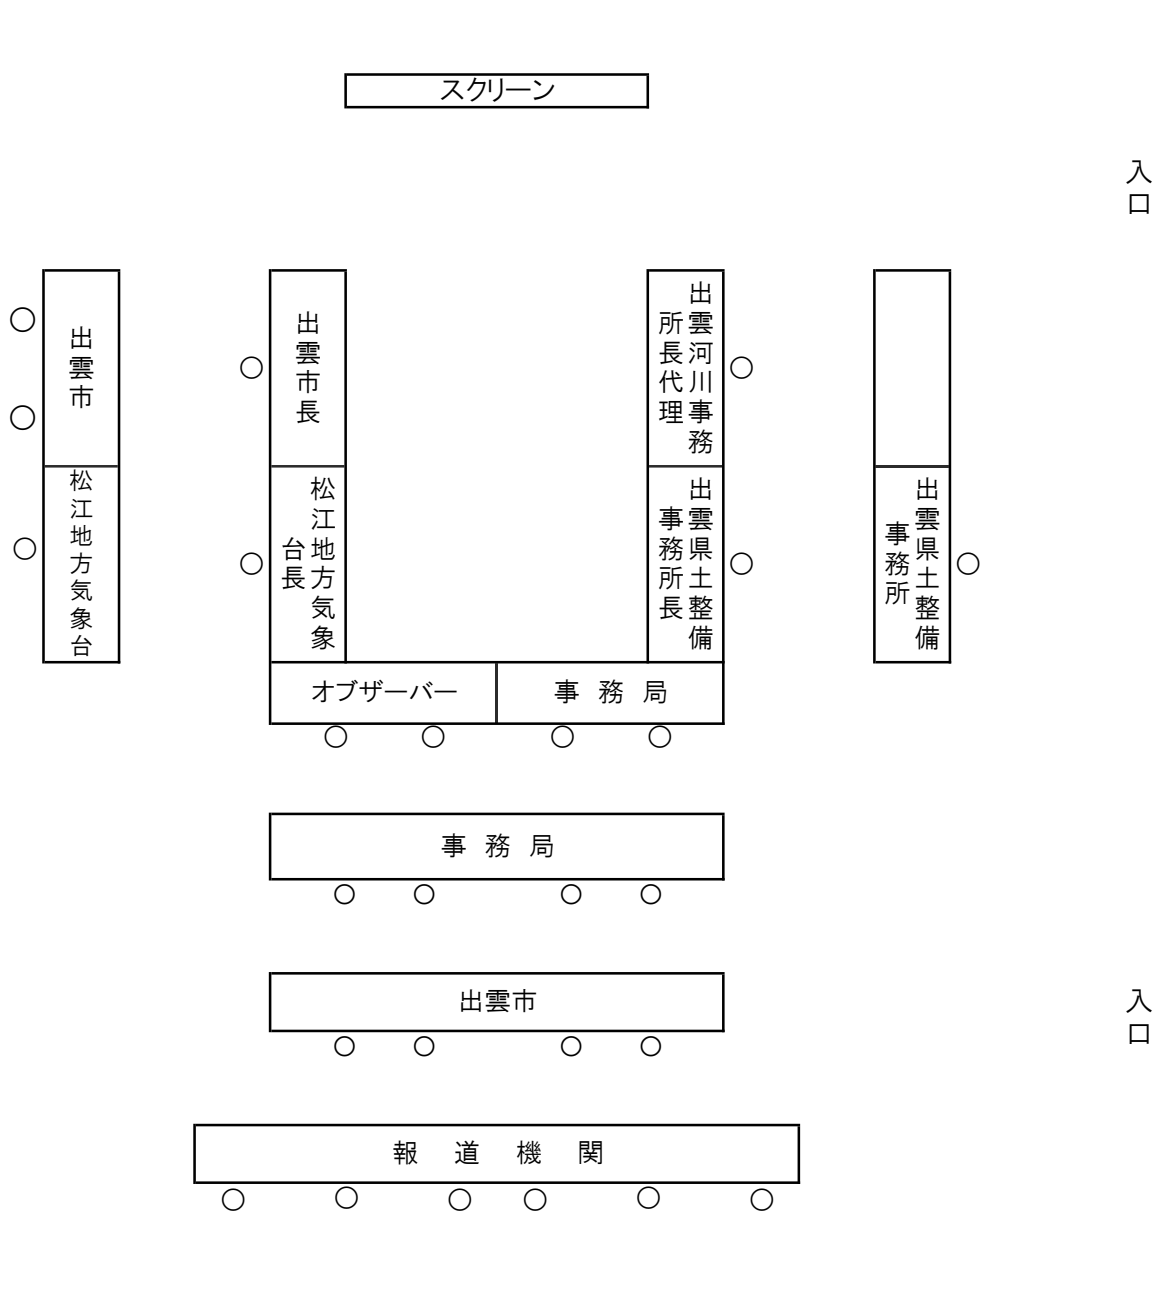 スクリーン
入口
出雲市
出雲市長
出雲河川事務
所長代理
松江地方気象台
松江地方気象
台長
出雲県土整備
事務所長
出雲県土整備
事務所
オブザーバー
事 務 局
事 務 局
出雲市
入口
報 道 機 関